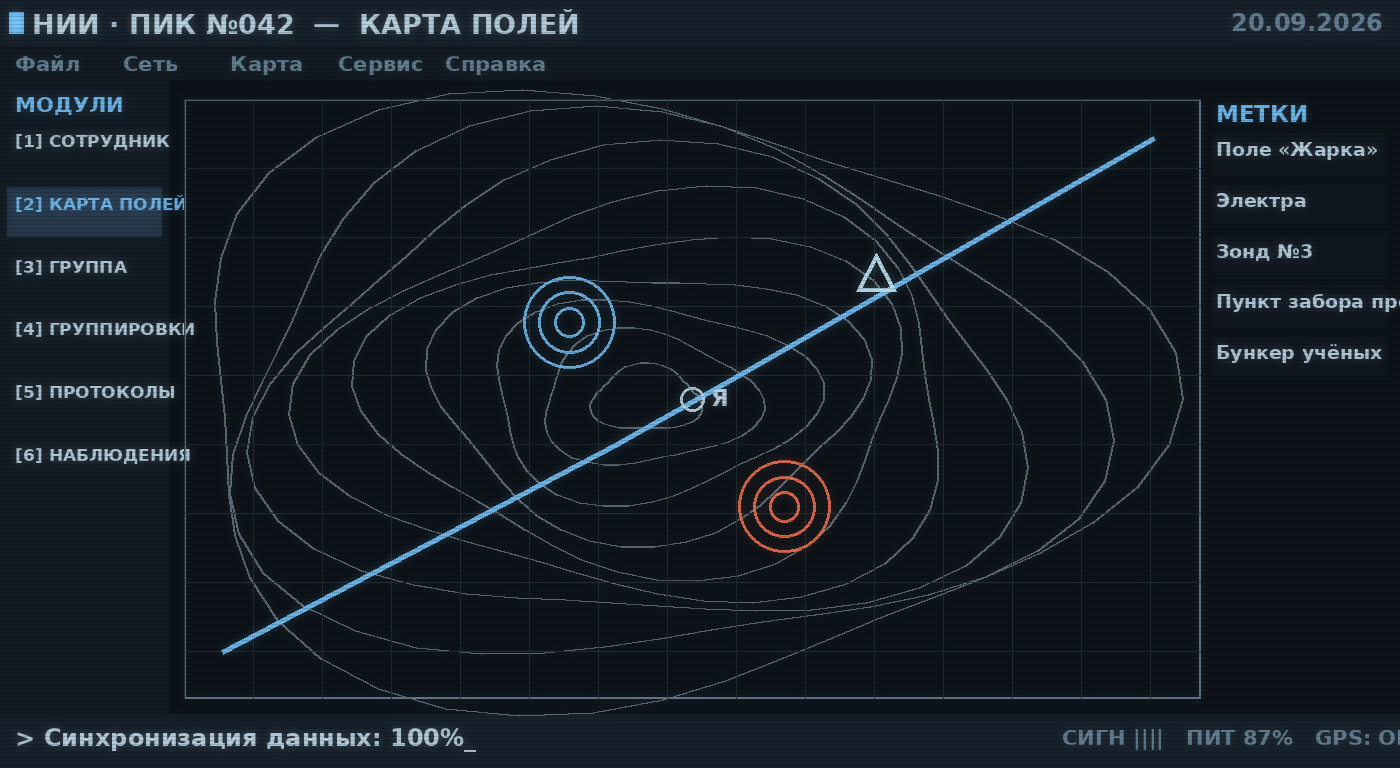 НИИ · ПИК №042 — КАРТА ПОЛЕЙ
20.09.2026
Файл Сеть Карта Сервис Справка
МОДУЛИ
[1] СОТРУДНИК
[2] КАРТА ПОЛЕЙ
[3] ГРУППА
[4] ГРУППИРОВКИ
[5] ПРОТОКОЛЫ
[6] НАБЛЮДЕНИЯ
Я
МЕТКИ
Поле «Жарка»
Электра
Зонд №3
Пункт забора
Бункер учёных
> Синхронизация данных: 100%_
СИГН |||| ПИТ 87% GPS: